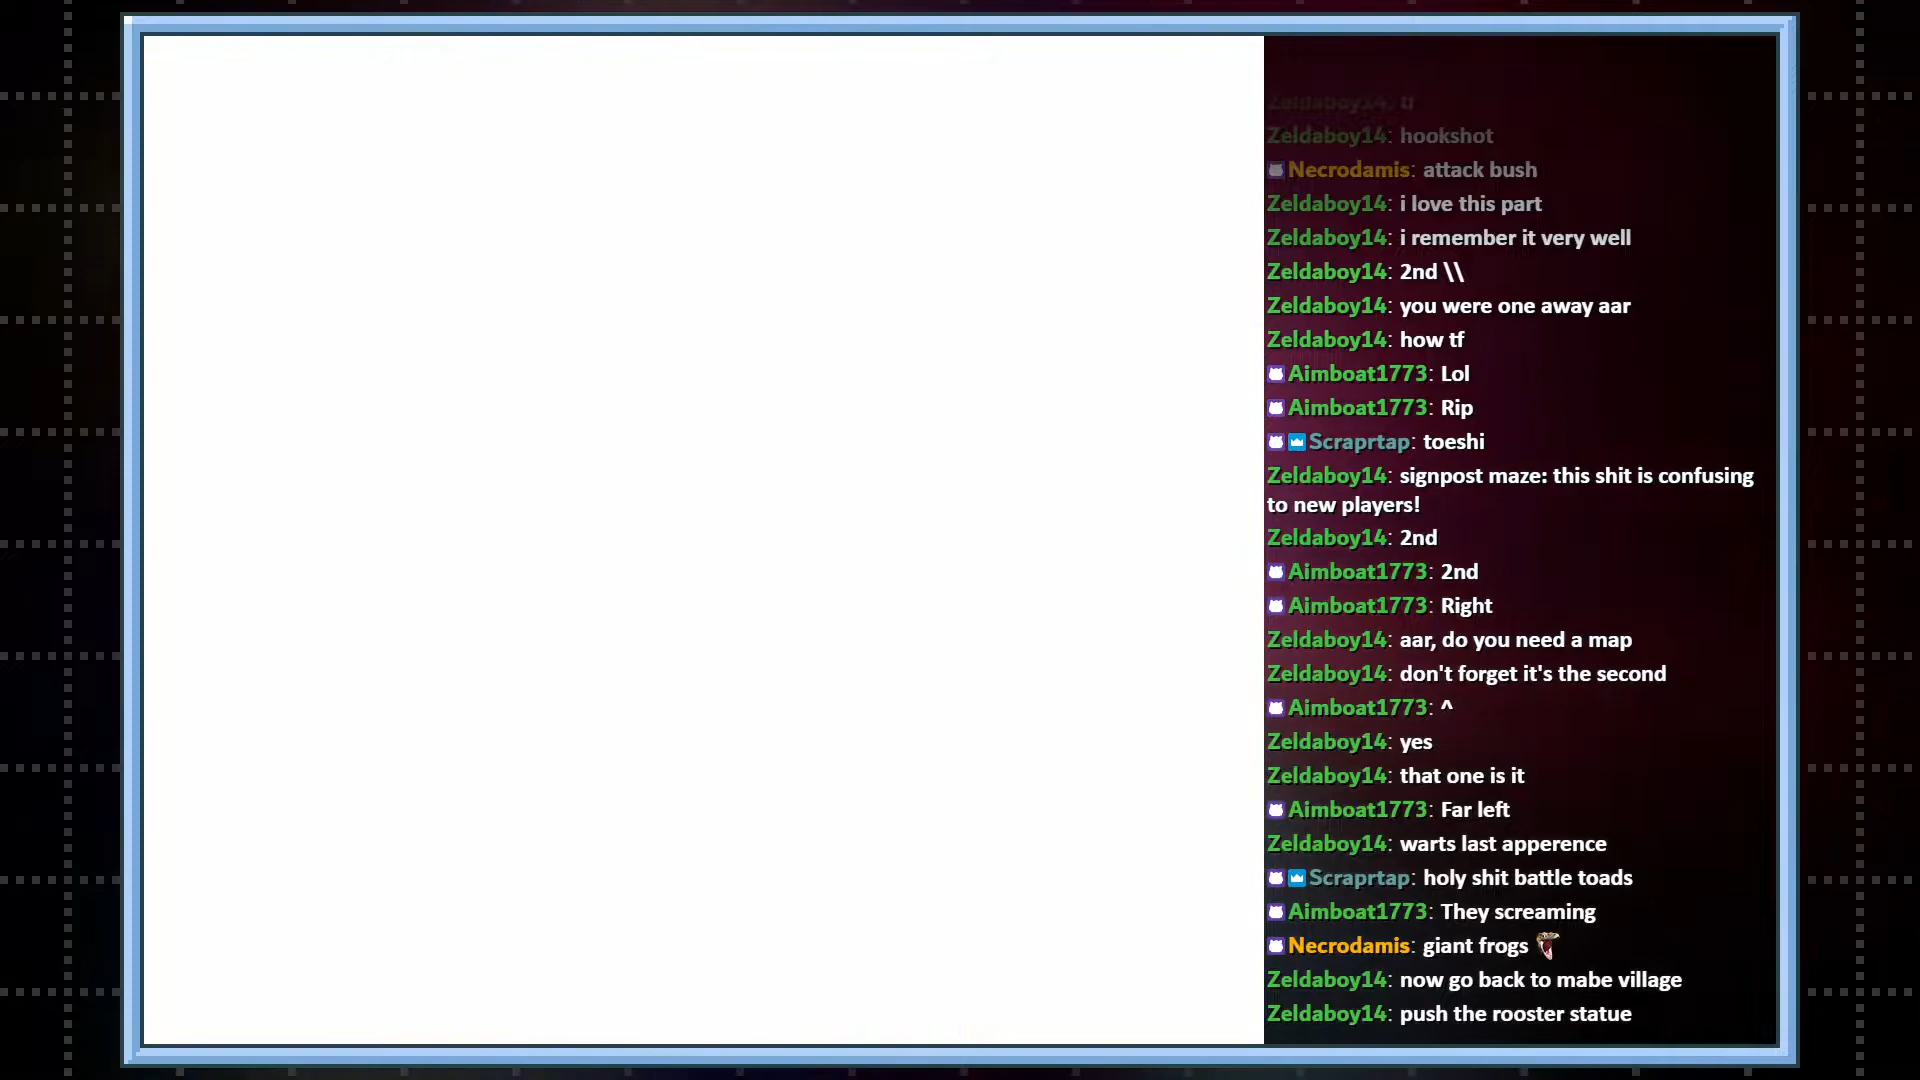 Zeldaboy14: tf
Zeldaboy14: hookshot
Necrodamis: attack bush
Zeldaboy14: i love this part
Zeldaboy14: i remember it very well
Zeldaboy14: 2nd \\
Zeldaboy14: you were one away aar
Zeldaboy14: how tf
Aimboat1773: Lol
Aimboat1773: Rip
Scraprtap: toeshi
Zeldaboy14: signpost maze: this shit is confusing
to new players!
Zeldaboy14: 2nd
Aimboat1773: 2nd
Aimboat1773: Right
Zeldaboy14: aar, do you need a map
Zeldaboy14: don't forget it's the second
Aimboat1773: ^
Zeldaboy14: yes
Zeldaboy14: that one is it
Aimboat1773: Far left
Zeldaboy14: warts last apperence
Scraprtap: holy shit battle toads
Aimboat1773: They screaming
Necrodamis: giant frogs
Zeldaboy14: now go back to mabe village
Zeldaboy14: push the rooster statue